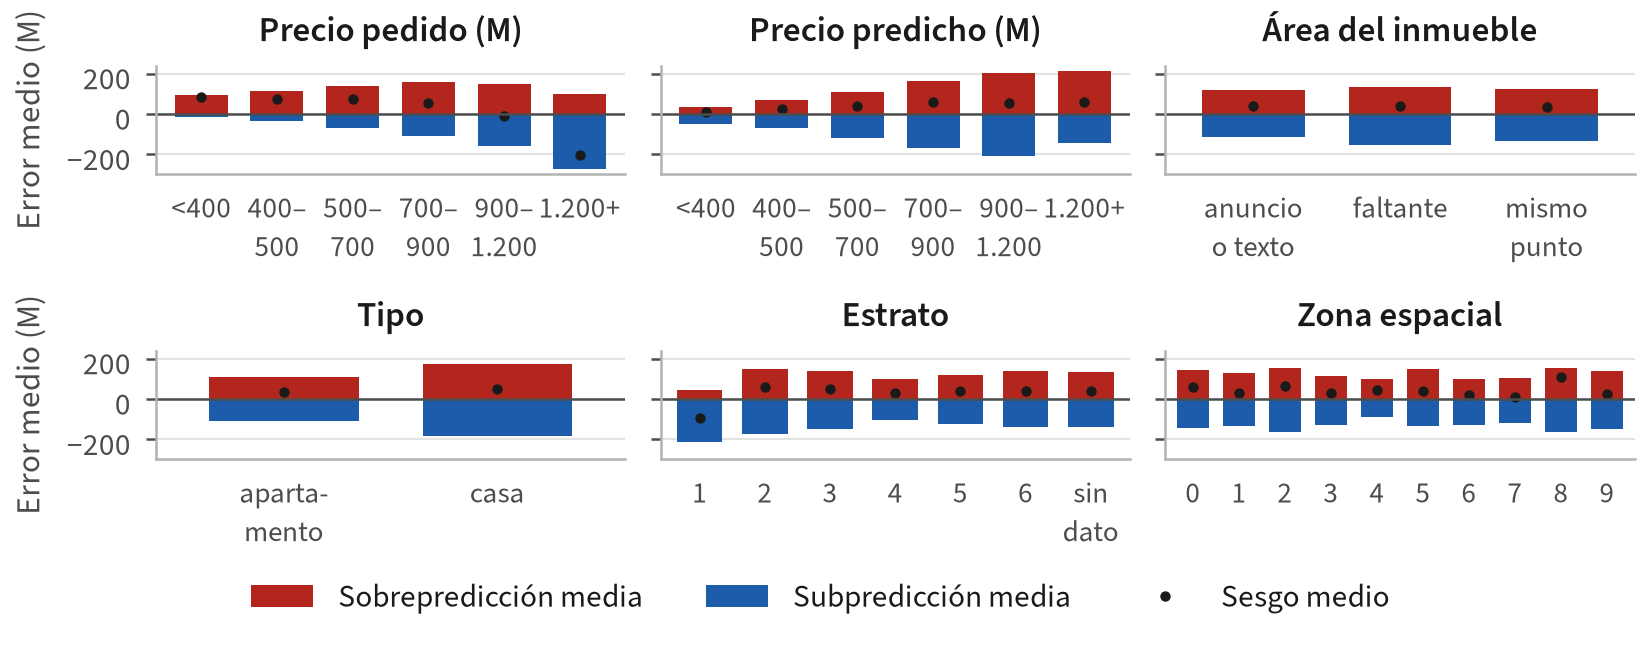 Precio pedido (M)
Precio predicho (M)
Área del inmueble
Error medio (M)
200
0
−200
<400
400–
500
500–
700
700–
900
900–
1.200
1.200+
<400
400–
500
500–
700
700–
900
900–
1.200
1.200+
anuncio
o texto
faltante
mismo
punto
Tipo
Estrato
Zona espacial
Error medio (M)
200
0
−200
aparta-
mento
casa
1
2
3
4
5
6
sin
dato
0
1
2
3
4
5
6
7
8
9
Sobrepredicción media
Subpredicción media
Sesgo medio